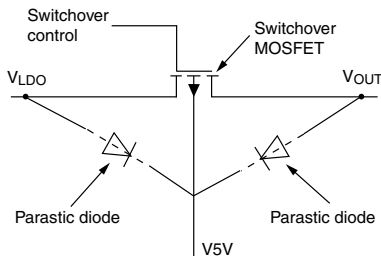 Switchover
control
Switchover
MOSFET
VLDO
VOUT
Parastic diode
Parastic diode
V5V